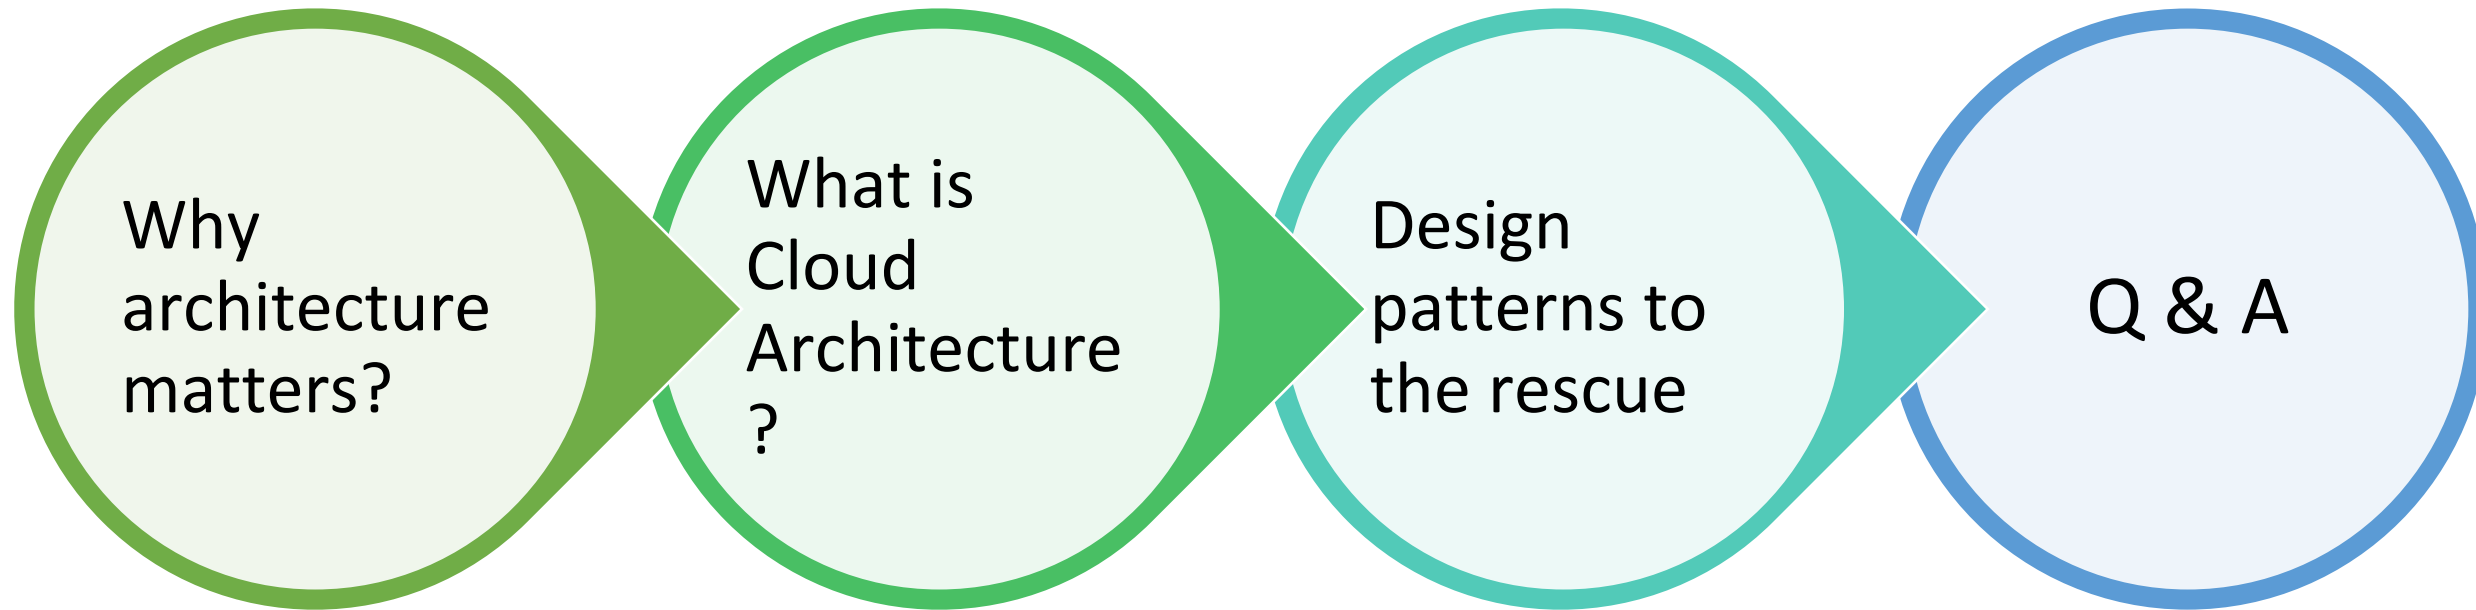 Why
architecture
matters?
What is
Cloud
Architecture
?
Design
patterns to
the rescue
Q & A